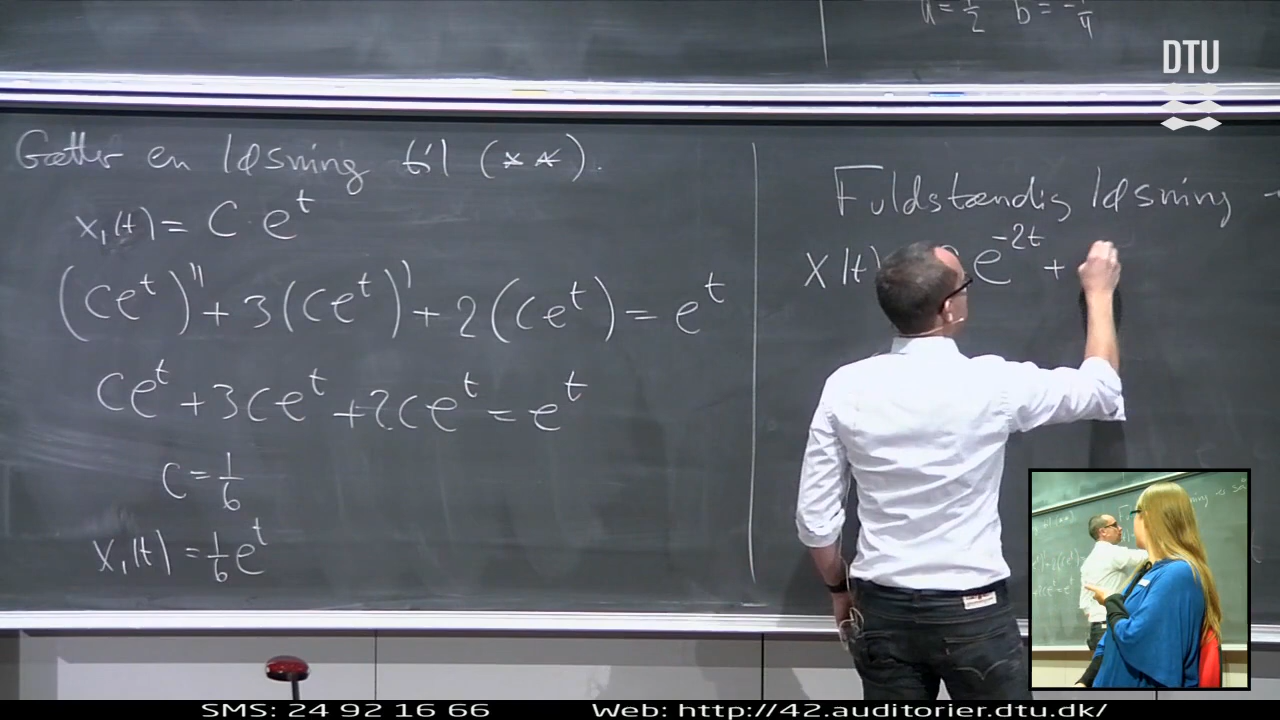 a = 1/2 b = -1/4
DTU
Gætter en løsning til (**).
x₁(t) = C·e^t
(Ce^t)'' + 3(Ce^t)' + 2(Ce^t) = e^t
Ce^t + 3Ce^t + 2Ce^t = e^t
C = 1/6
x₁(t) = 1/6 e^t
Fuldstændig løsning
x(t) e^-2t +
SMS: 24 92 16 66 Web: http://42.auditorier.dtu.dk/